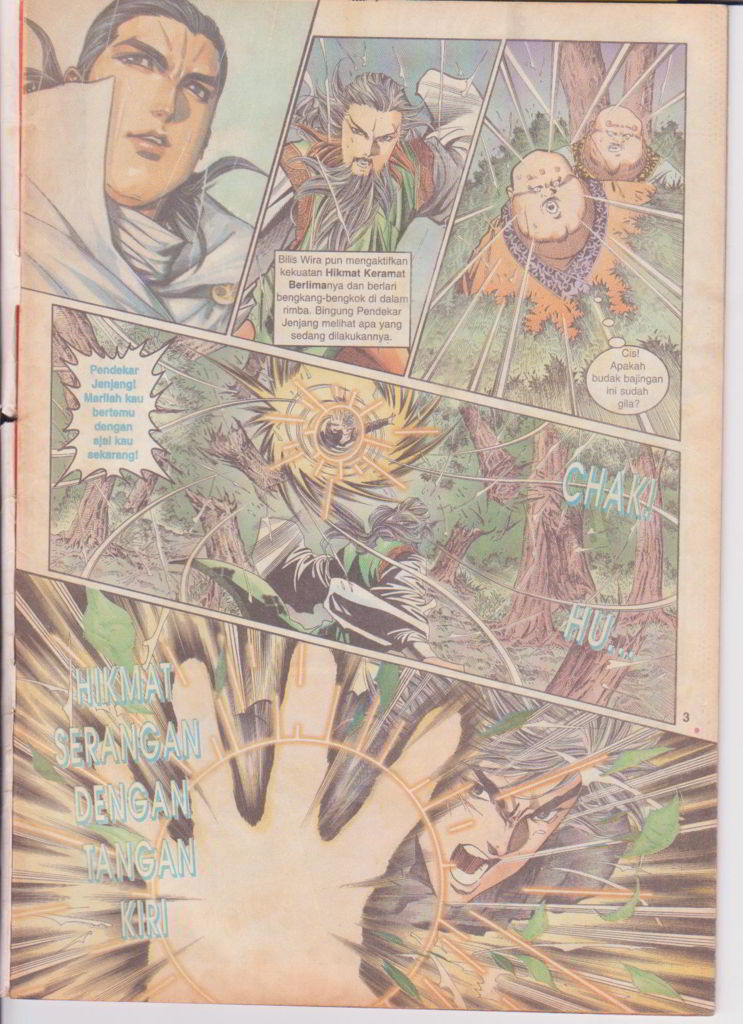 Bilis Wira pun mengaktifkan
kekuatan Hikmat Keramat
Berlimanya dan berlari
bengkang-bengkok di dalam
rimba. Bingung Pendekar
Jenjang melihat apa yang
sedang dilakukannya.
Cis!
Apakah
budak bajingan
ini sudah
gila?
Pendekar
Jenjang!
Marilah kau
bertemu
dengan
ajal kau
sekarang!
CHAK!
HU...
3
HIKMAT
SERANGAN
DENGAN
TANGAN
KIRI